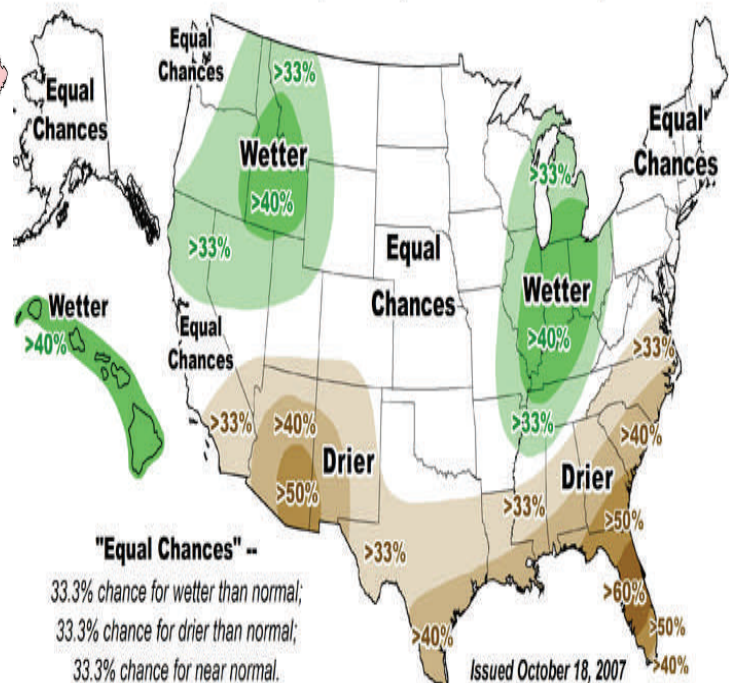 Equal
Chances
Equal
Chances
>33%
Wetter
>40%
>33%
Equal
Chances
Wetter
>40%
Equal
Chances
>33%
Wetter
>40%
>33%
Equal
Chances
>33%
>40%
>50%
Drier
>33%
>40%
>33%
Drier
>33%
>40%
>50%
>60%
>50%
>40%
"Equal Chances" --
33.3% chance for wetter than normal;
33.3% chance for drier than normal;
33.3% chance for near normal.
Issued October 18, 2007